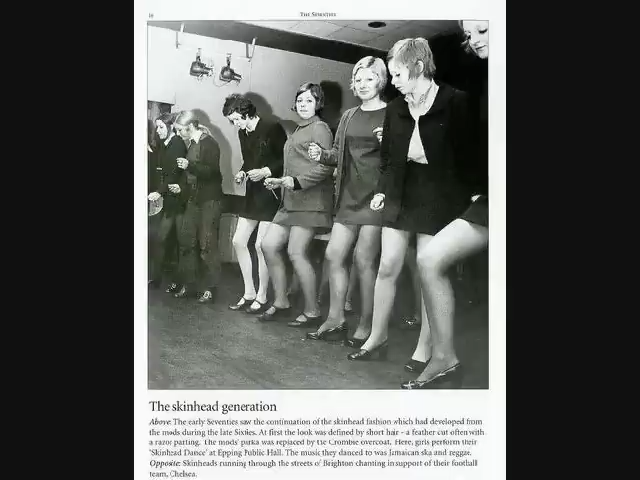 THE SEVENTIES
The skinhead generation
Above: The early Seventies saw the continuation of the skinhead fashion which had developed from
the mods during the late Sixties. At first the look was defined by short hair - a feather cut often with
a razor parting. The mods' parka was replaced by the Crombie overcoat. Here, girls perform their
'Skinhead Dance' at Epping Public Hall. The music they danced to was Jamaican ska and reggae.
Opposite: Skinheads running through the streets of Brighton chanting in support of their football
team, Chelsea.